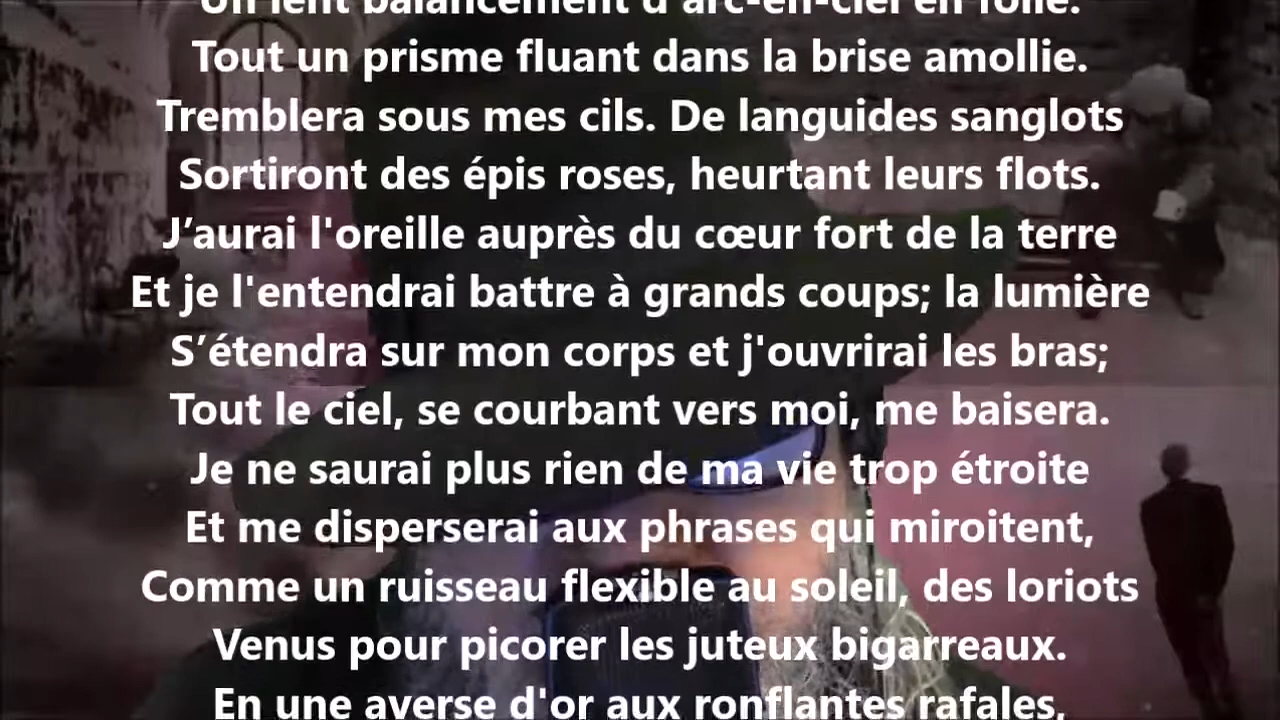 Un lent balancement d'arc-en-ciel en folie.
Tout un prisme fluant dans la brise amollie.
Tremblera sous mes cils. De languides sanglots
Sortiront des épis roses, heurtant leurs flots.
J’aurai l'oreille auprès du cœur fort de la terre
Et je l'entendrai battre à grands coups; la lumière
S’étendra sur mon corps et j'ouvrirai les bras;
Tout le ciel, se courbant vers moi, me baisera.
Je ne saurai plus rien de ma vie trop étroite
Et me disperserai aux phrases qui miroitent,
Comme un ruisseau flexible au soleil, des loriots
Venus pour picorer les juteux bigarreaux.
En une averse d'or aux ronflantes rafales,